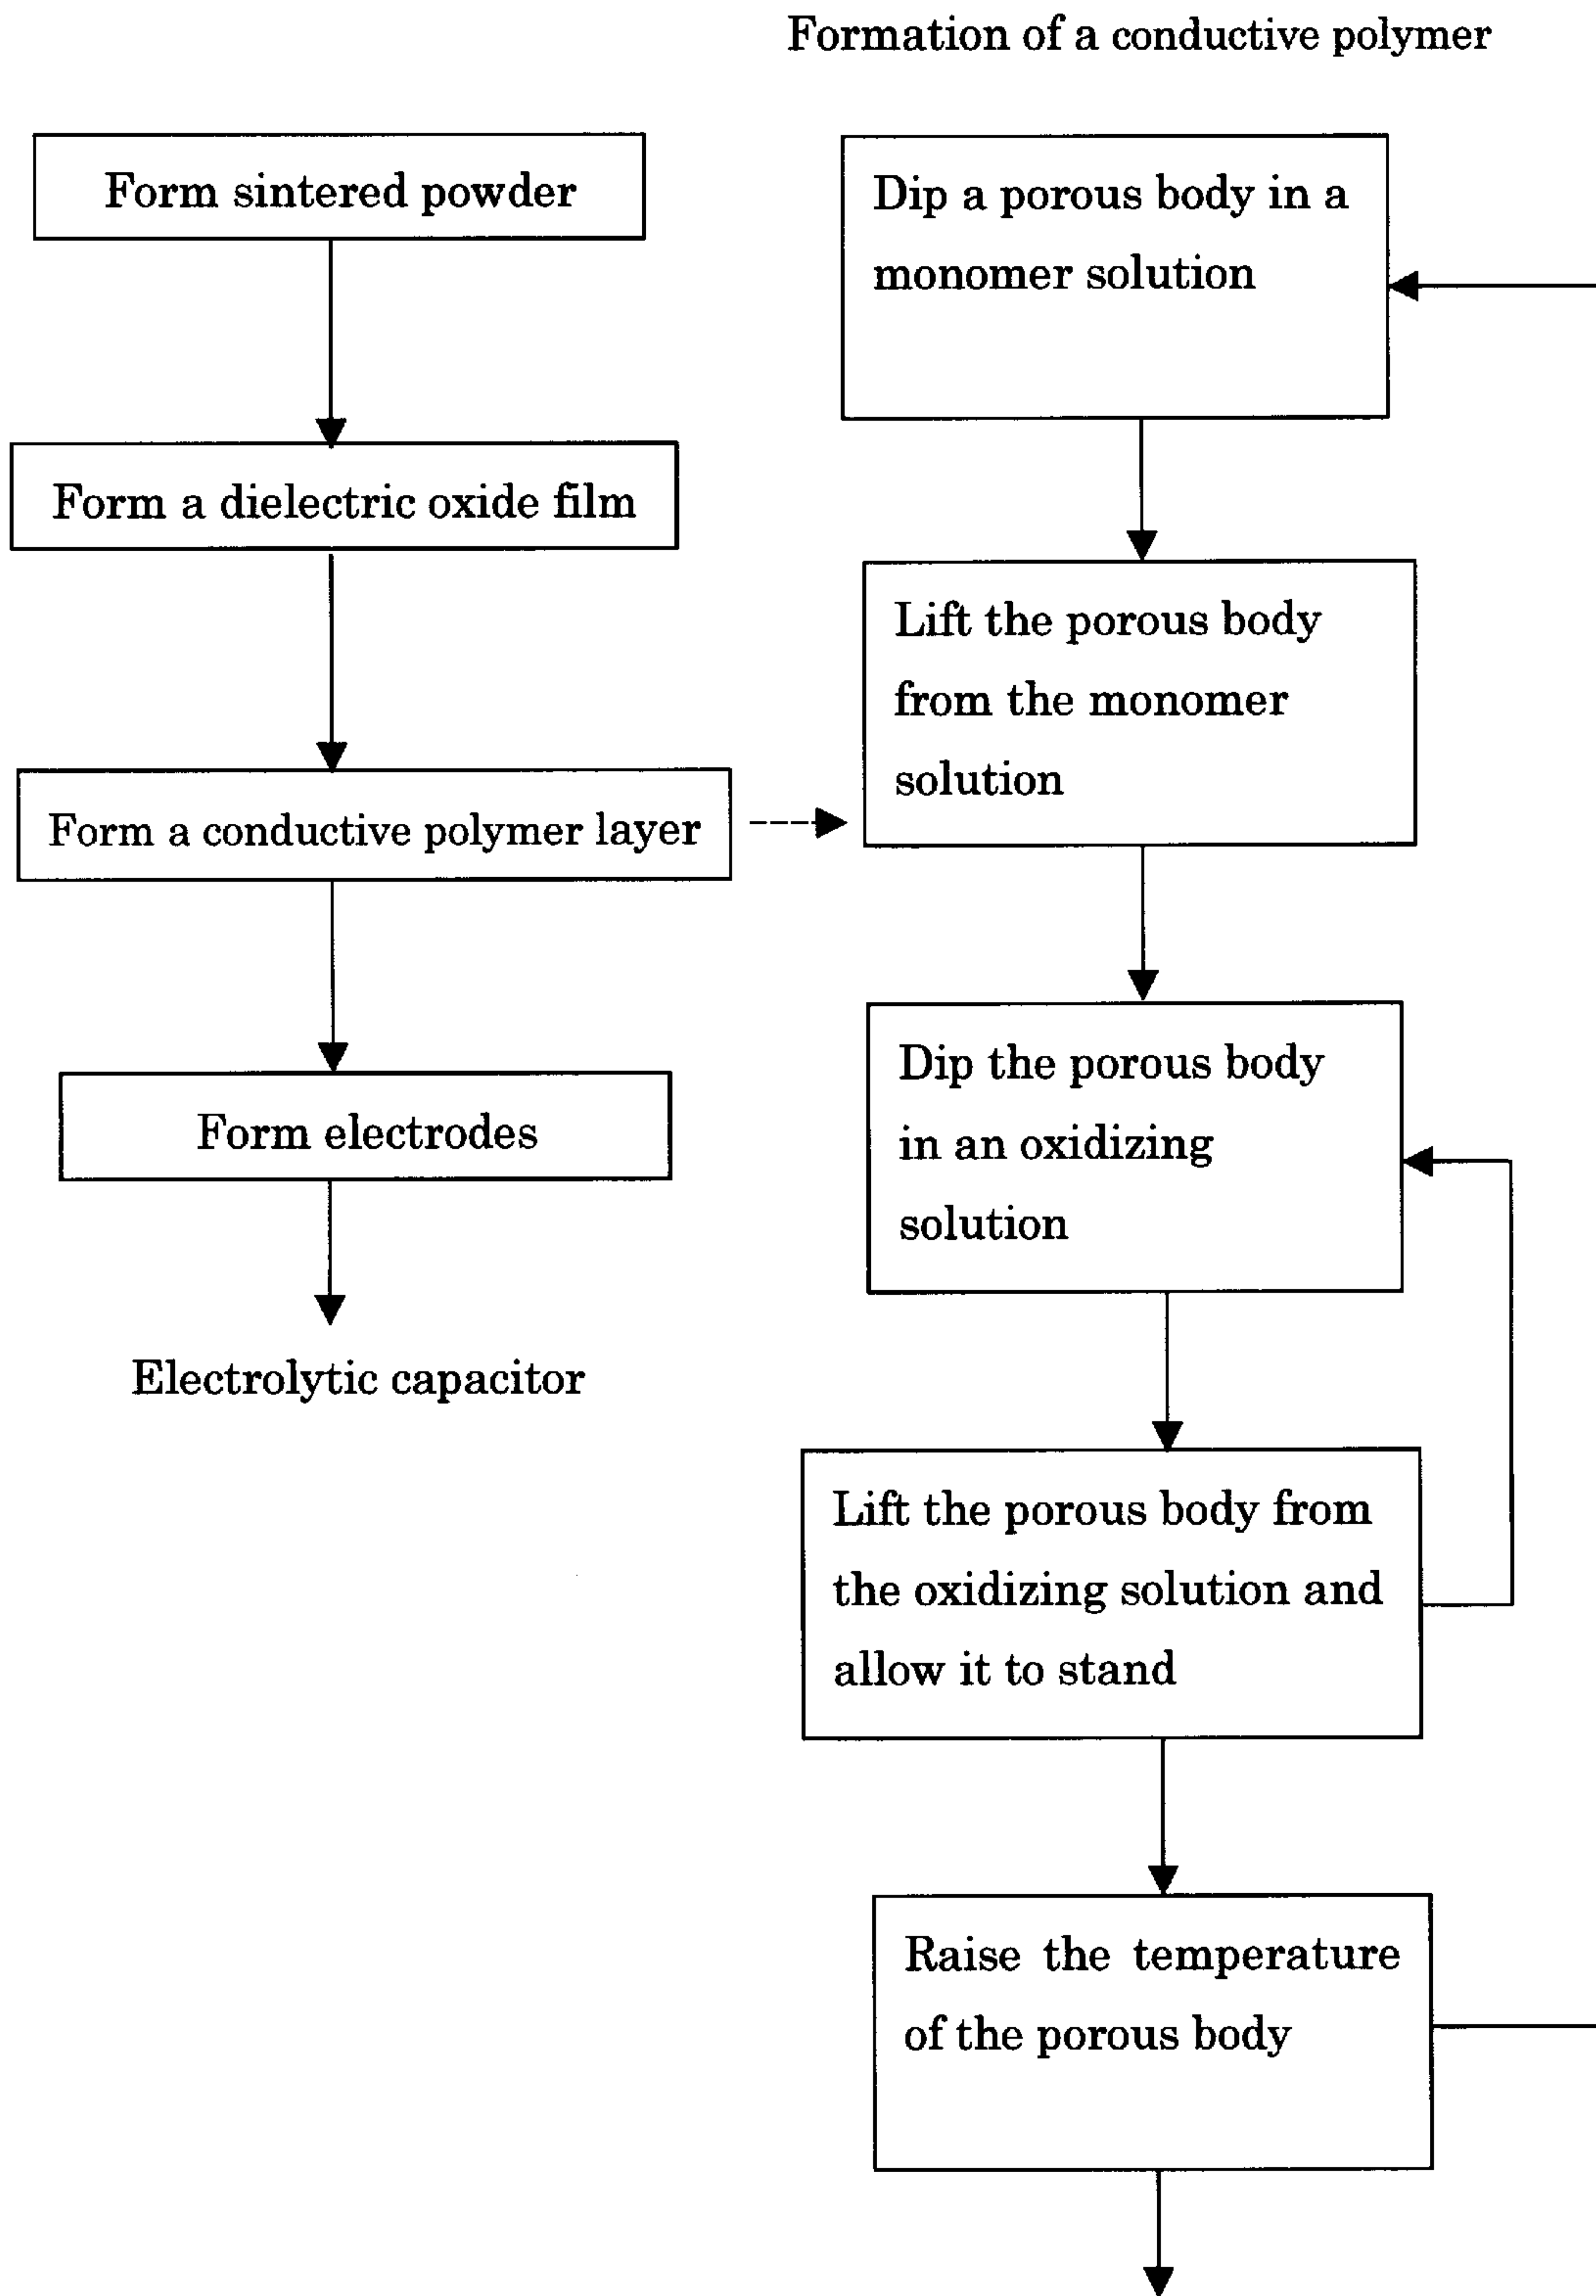 Formation of a conductive polymer
Form sintered powder
Form a dielectric oxide film
Form a conductive polymer layer
Form electrodes
Electrolytic capacitor
Dip a porous body in a
monomer solution
Lift the porous body
from the monomer
solution
Dip the porous body
in an oxidizing
solution
Lift the porous body from
the oxidizing solution and
allow it to stand
Raise the temperature
of the porous body